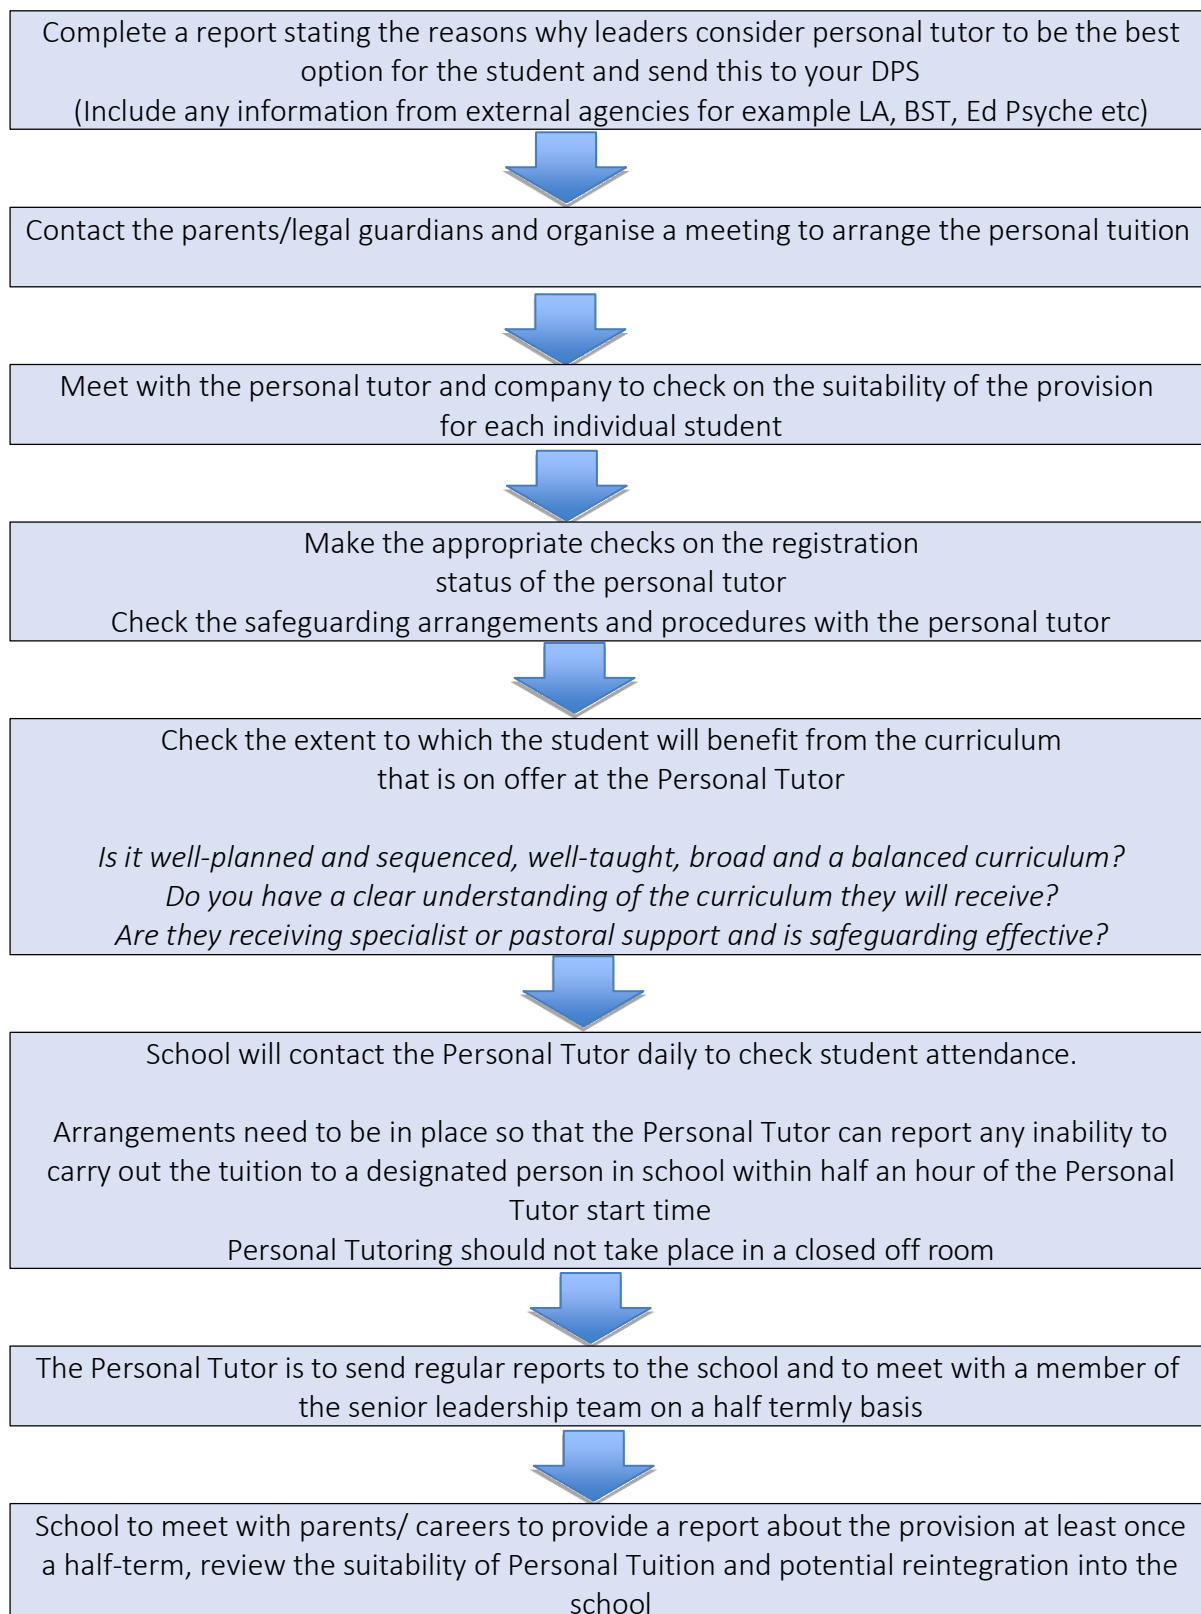 Complete a report stating the reasons why leaders consider personal tutor to be the best
option for the student and send this to your DPS
(Include any information from external agencies for example LA, BST, Ed Psyche etc)
Contact the parents/legal guardians and organise a meeting to arrange the personal tuition
Meet with the personal tutor and company to check on the suitability of the provision
for each individual student
Make the appropriate checks on the registration
status of the personal tutor
Check the safeguarding arrangements and procedures with the personal tutor
Check the extent to which the student will benefit from the curriculum
that is on offer at the Personal Tutor
Is it well-planned and sequenced, well-taught, broad and a balanced curriculum?
Do you have a clear understanding of the curriculum they will receive?
Are they receiving specialist or pastoral support and is safeguarding effective?
School will contact the Personal Tutor daily to check student attendance.
Arrangements need to be in place so that the Personal Tutor can report any inability to
carry out the tuition to a designated person in school within half an hour of the Personal
Tutor start time
Personal Tutoring should not take place in a closed off room
The Personal Tutor is to send regular reports to the school and to meet with a member of
the senior leadership team on a half termly basis
School to meet with parents/ careers to provide a report about the provision at least once
a half-term, review the suitability of Personal Tuition and potential reintegration into the
school